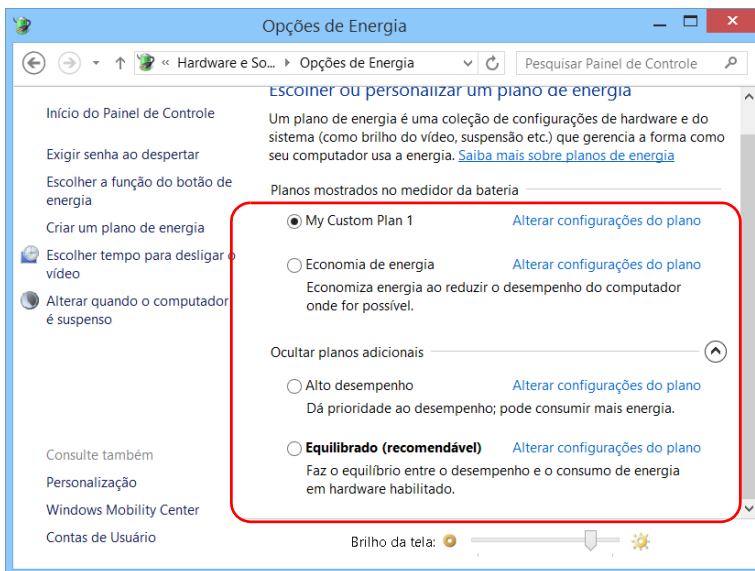 Opções de Energia
« Hardware e So... Opções de Energia
Pesquisar Painel de Controle
Início do Painel de Controle
Exigir senha ao despertar
Escolher a função do botão de
energia
Criar um plano de energia
Escolher tempo para desligar o
vídeo
Alterar quando o computador
é suspenso
Consulte também
Personalização
Windows Mobility Center
Contas de Usuário
Escolher ou personalizar um plano de energia
Um plano de energia é uma coleção de configurações de hardware e do
sistema (como brilho do vídeo, suspensão etc.) que gerencia a forma como
seu computador usa a energia. Saiba mais sobre planos de energia
Planos mostrados no medidor da bateria
My Custom Plan 1 Alterar configurações do plano
Economia de energia Alterar configurações do plano
Economiza energia ao reduzir o desempenho do computador
onde for possível.
Ocultar planos adicionais
Alto desempenho Alterar configurações do plano
Dá prioridade ao desempenho; pode consumir mais energia.
Equilibrado (recomendável) Alterar configurações do plano
Faz o equilíbrio entre o desempenho e o consumo de energia
em hardware habilitado.
Brilho da tela: